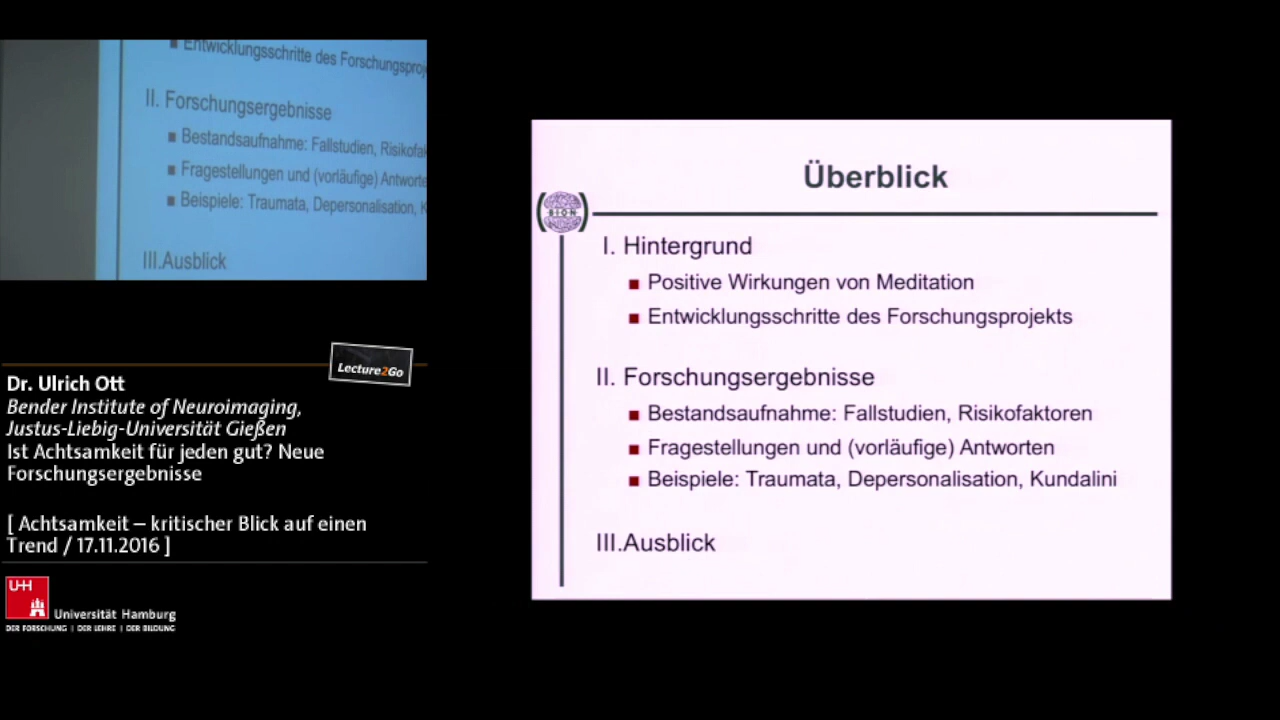 Entwicklungsschritte des Forschungsproj
II. Forschungsergebnisse
■ Bestandsaufnahme: Fallstudien, Risikofak
■ Fragestellungen und (vorläufige) Antworte
■ Beispiele: Traumata, Depersonalisation, K
III.Ausblick
Lecture2Go
Dr. Ulrich Ott
Bender Institute of Neuroimaging,
Justus-Liebig-Universität Gießen
Ist Achtsamkeit für jeden gut? Neue
Forschungsergebnisse
[ Achtsamkeit – kritischer Blick auf einen
Trend / 17.11.2016 ]
UHH
Universität Hamburg
DER FORSCHUNG | DER LEHRE | DER BILDUNG
Überblick
BION
I. Hintergrund
■ Positive Wirkungen von Meditation
■ Entwicklungsschritte des Forschungsprojekts
II. Forschungsergebnisse
■ Bestandsaufnahme: Fallstudien, Risikofaktoren
■ Fragestellungen und (vorläufige) Antworten
■ Beispiele: Traumata, Depersonalisation, Kundalini
III.Ausblick